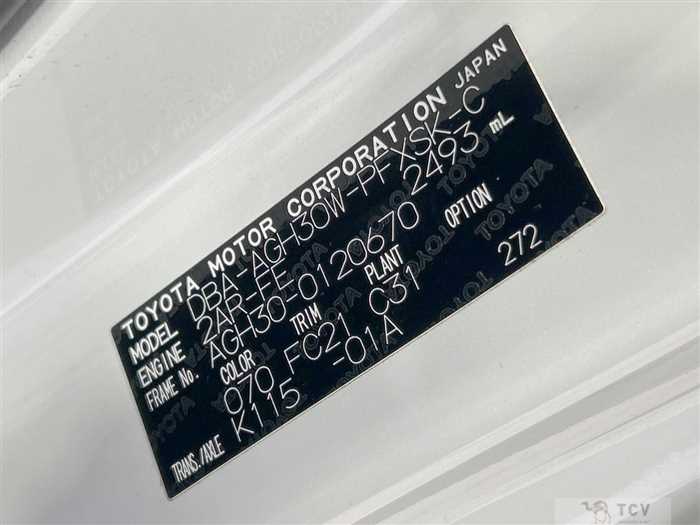 TOYOTA MOTOR CORPORATION JAPAN
MODEL DBA-AGH30W-PFXSK-C
ENGINE 2AR-FE 2493 mL
FRAME No. AGH30-0120670
COLOR TRIM PLANT OPTION
070 FC21 C31 272
TRANS./AXLE K115 -01A
TCV